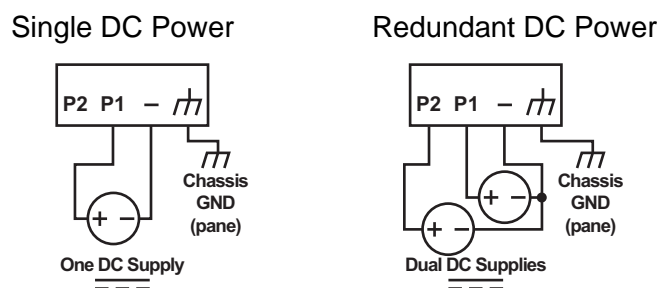 Single DC Power
P2 P1 –
+ –
Chassis
GND
(pane)
One DC Supply
Redundant DC Power
P2 P1 –
+ –
+ –
Chassis
GND
(pane)
Dual DC Supplies